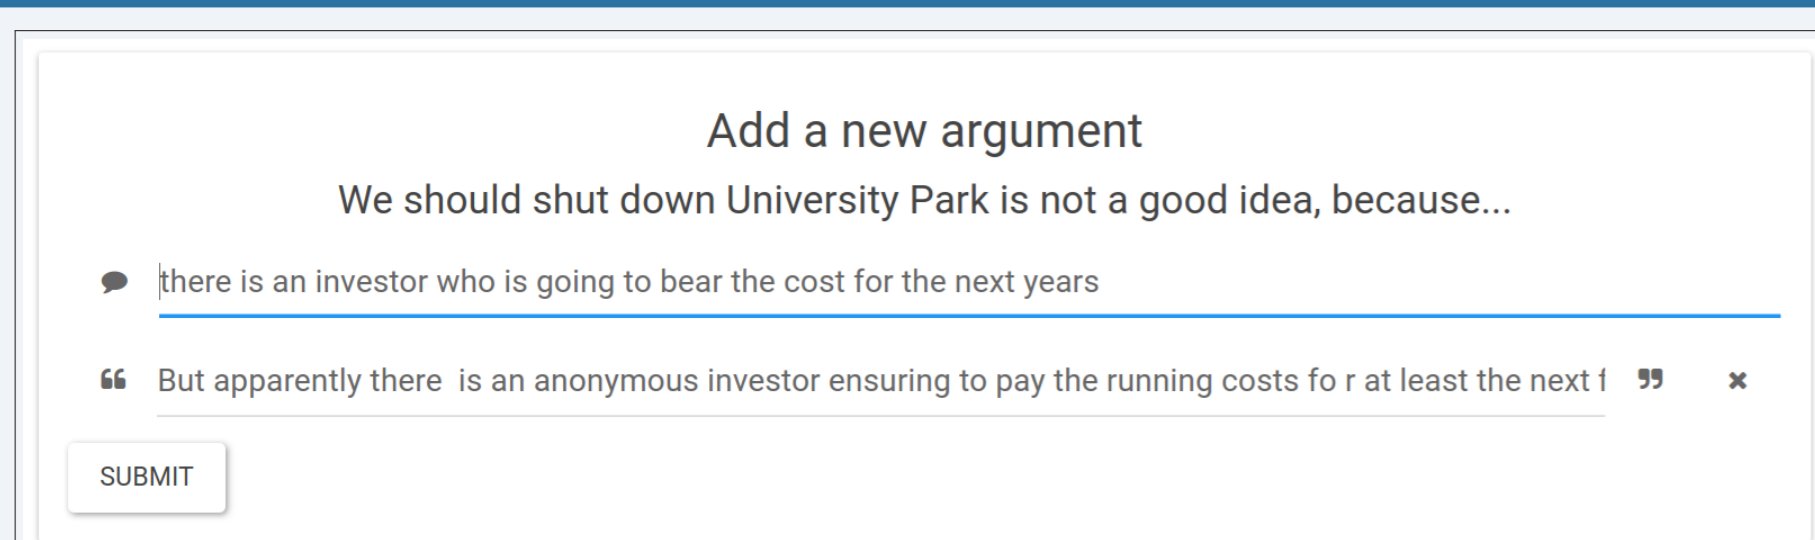 Add a new argument
We should shut down University Park is not a good idea, because...
there is an investor who is going to bear the cost for the next years
“ But apparently there  is an anonymous investor ensuring to pay the running costs fo r at least the next f ”
SUBMIT